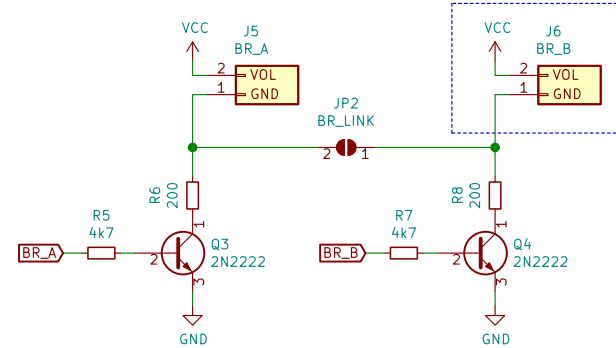 VCC
J5
BR_A
2
VOL
1
GND
VCC
J6
BR_B
2
VOL
1
GND
JP2
BR_LINK
2
1
R6
200
R8
200
1
1
R5
4k7
BR_A
2
Q3
2N2222
3
R7
4k7
BR_B
2
Q4
2N2222
3
GND
GND